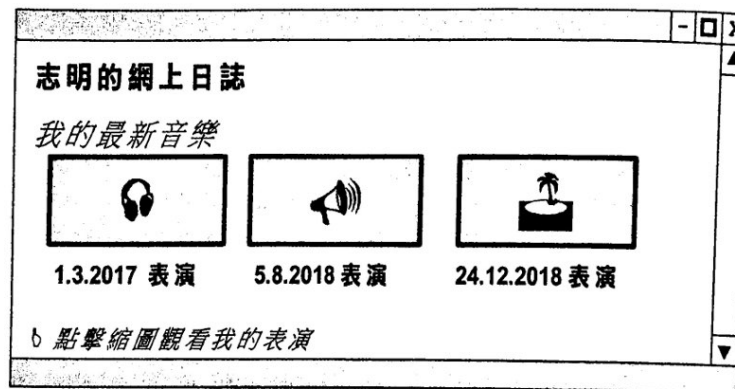 志明的網上日誌
我的最新音樂
1.3.2017 表演 5.8.2018 表演 24.12.2018 表演
點擊縮圖觀看我的表演